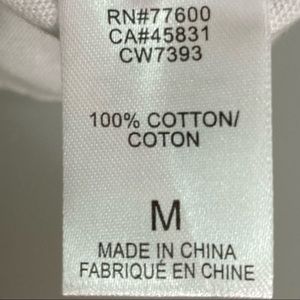 RN#77600
CA#45831
CW7393
100% COTTON/
COTON
M
MADE IN CHINA
FABRIQUÉ EN CHINE